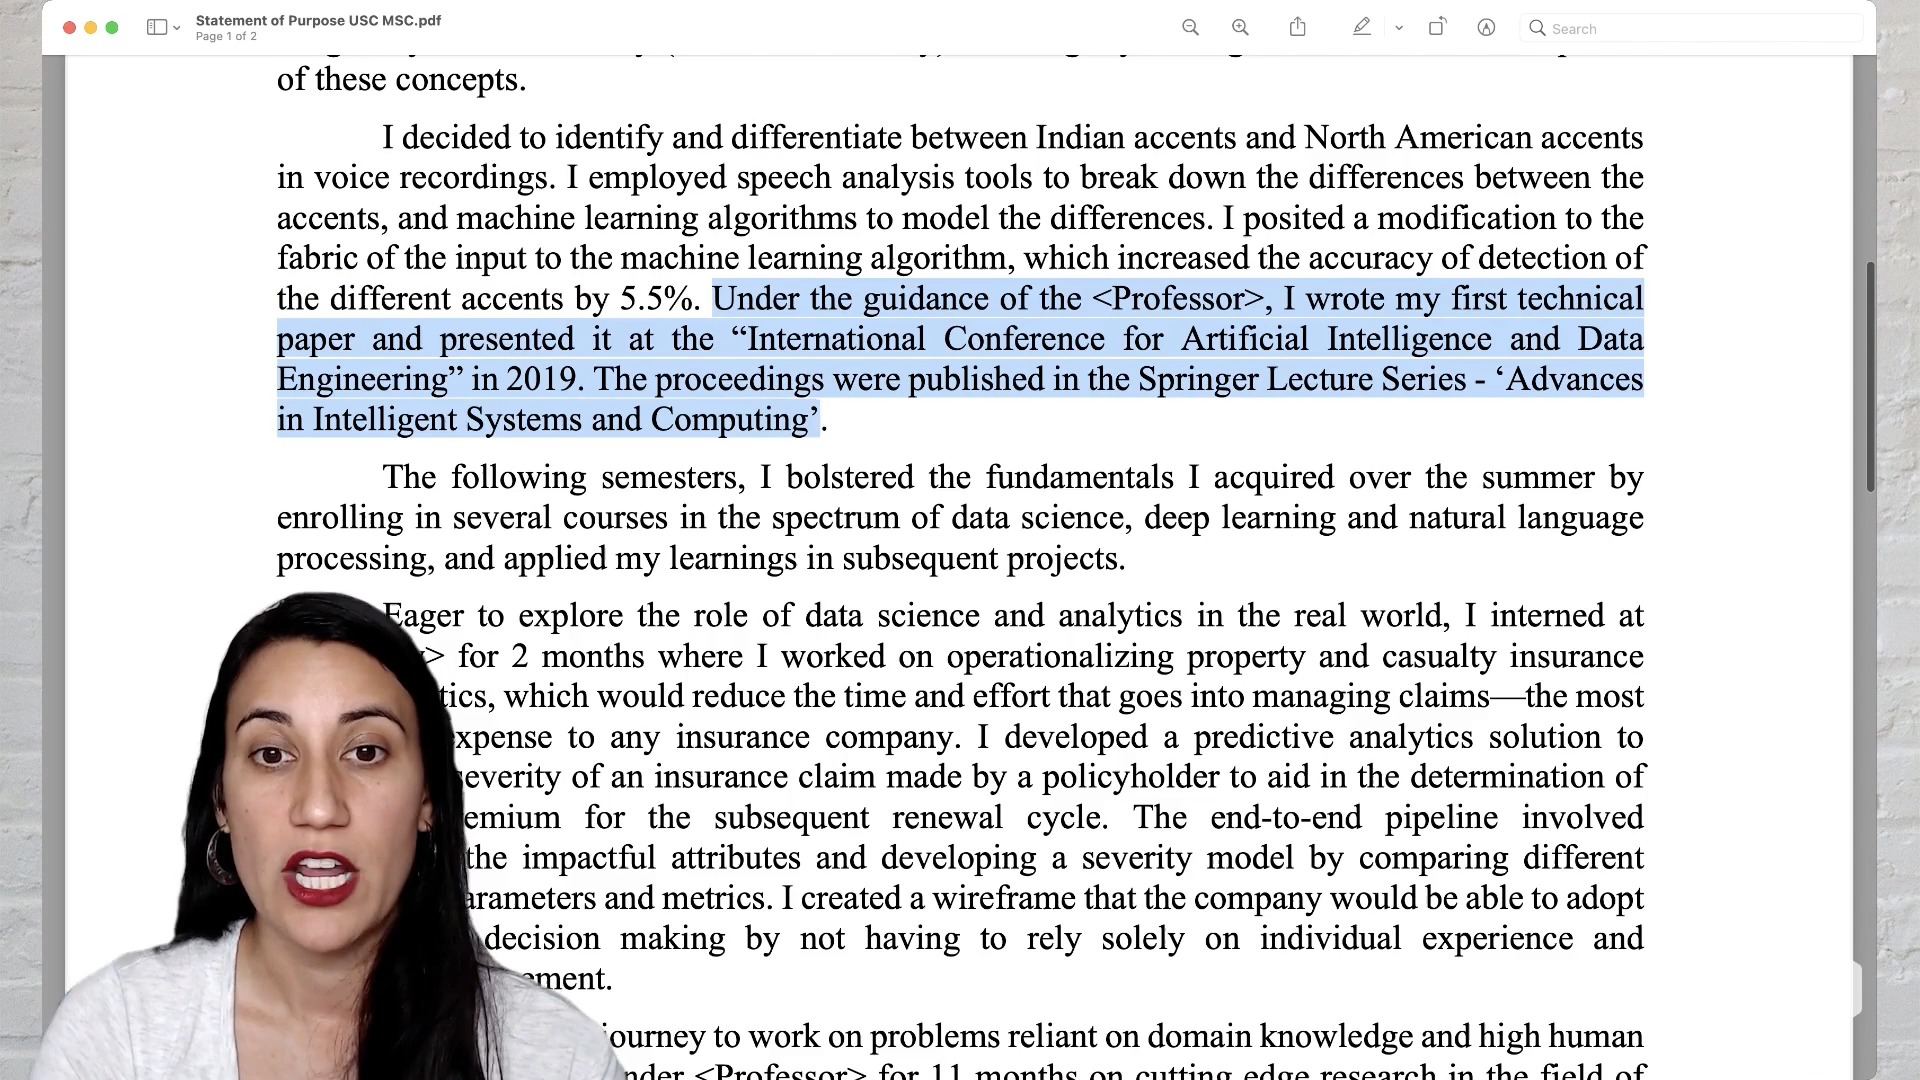 Statement of Purpose USC MSC.pdf
Page 1 of 2
Search
of these concepts.
I decided to identify and differentiate between Indian accents and North American accents
in voice recordings. I employed speech analysis tools to break down the differences between the
accents, and machine learning algorithms to model the differences. I posited a modification to the
fabric of the input to the machine learning algorithm, which increased the accuracy of detection of
the different accents by 5.5%. Under the guidance of the <Professor>, I wrote my first technical
paper and presented it at the “International Conference for Artificial Intelligence and Data
Engineering” in 2019. The proceedings were published in the Springer Lecture Series - ‘Advances
in Intelligent Systems and Computing’.
The following semesters, I bolstered the fundamentals I acquired over the summer by
enrolling in several courses in the spectrum of data science, deep learning and natural language
processing, and applied my learnings in subsequent projects.
Eager to explore the role of data science and analytics in the real world, I interned at
> for 2 months where I worked on operationalizing property and casualty insurance
which would reduce the time and effort that goes into managing claims—the most
expense to any insurance company. I developed a predictive analytics solution to
severity of an insurance claim made by a policyholder to aid in the determination of
for the subsequent renewal cycle. The end-to-end pipeline involved
the impactful attributes and developing a severity model by comparing different
and metrics. I created a wireframe that the company would be able to adopt
decision making by not having to rely solely on individual experience and
journey to work on problems reliant on domain knowledge and high human
<Professor> for 11 months on cutting edge research in the field of